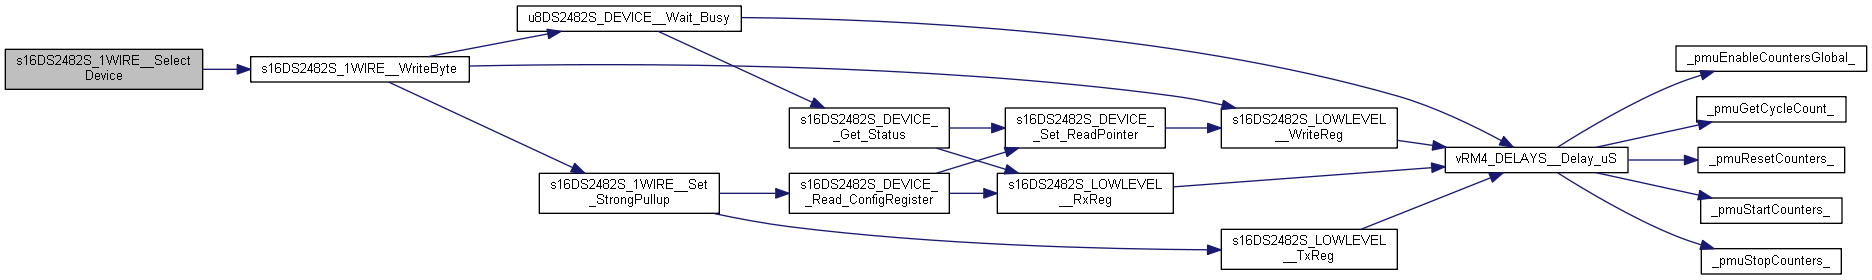 s16DS2482S_1WIRE__Select
Device
s16DS2482S_1WIRE__WriteByte
u8DS2482S_DEVICE__Wait_Busy
s16DS2482S_1WIRE__Set
_StrongPullup
s16DS2482S_DEVICE_
_Get_Status
s16DS2482S_DEVICE_
_Read_ConfigRegister
s16DS2482S_DEVICE_
_Set_ReadPointer
s16DS2482S_LOWLEVEL
__RxReg
s16DS2482S_LOWLEVEL
__WriteReg
s16DS2482S_LOWLEVEL
__TxReg
vRM4_DELAYS__Delay_uS
_pmuEnableCountersGlobal_
_pmuGetCycleCount_
_pmuResetCounters_
_pmuStartCounters_
_pmuStopCounters_